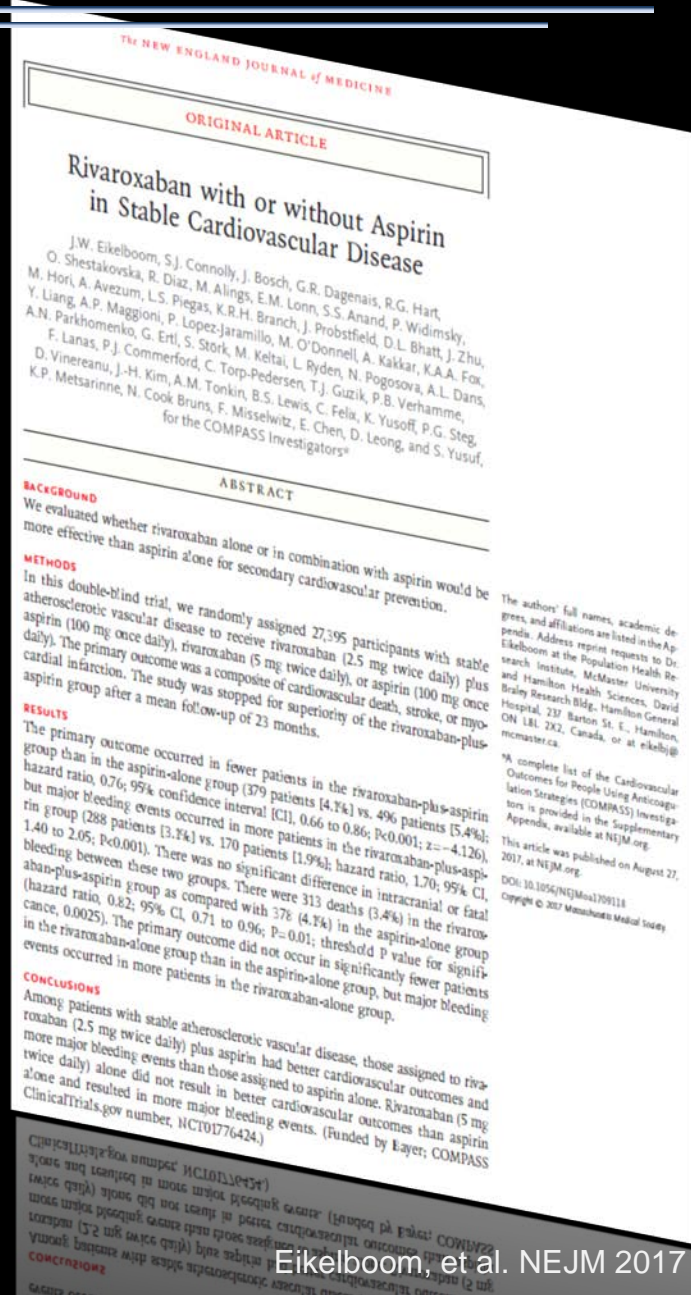 The NEW ENGLAND JOURNAL of MEDICINE
ORIGINAL ARTICLE
Rivaroxaban with or without Aspirin
in Stable Cardiovascular Disease
J.W. Eikelboom, S.J. Connolly, J. Bosch, G.R. Dagenais, R.G. Hart,
O. Shestakovska, R. Diaz, M. Alings, E.M. Lonn, S.S. Anand, P. Widimsky,
M. Hori, A. Avezum, L.S. Piegas, K.R.H. Branch, J. Probstfield, D.L. Bhatt, J. Zhu,
Y. Liang, A.P. Maggioni, P. Lopez-Jaramillo, M. O'Donnell, A. Kakkar, K.A.A. Fox,
A.N. Parkhomenko, G. Ertl, S. Störk, M. Keltai, L. Ryden, N. Pogosova, A.L. Dans,
F. Lanas, P.J. Commerford, C. Torp-Pedersen, T.J. Guzik, P.B. Verhamme,
D. Vinereanu, J.-H. Kim, A.M. Tonkin, B.S. Lewis, C. Felix, K. Yusoff, P.G. Steg,
K.P. Metsarinne, N. Cook Bruns, F. Misselwitz, E. Chen, D. Leong, and S. Yusuf,
for the COMPASS Investigators*
ABSTRACT
BACKGROUND
We evaluated whether rivaroxaban alone or in combination with aspirin would be
more effective than aspirin alone for secondary cardiovascular prevention.
METHODS
In this double-blind trial, we randomly assigned 27,395 participants with stable
atherosclerotic vascular disease to receive rivaroxaban (2.5 mg twice daily) plus
aspirin (100 mg once daily), rivaroxaban (5 mg twice daily), or aspirin (100 mg once
daily). The primary outcome was a composite of cardiovascular death, stroke, or myo-
cardial infarction. The study was stopped for superiority of the rivaroxaban-plus-
aspirin group after a mean follow-up of 23 months.
RESULTS
The primary outcome occurred in fewer patients in the rivaroxaban-plus-aspirin
group than in the aspirin-alone group (379 patients [4.1%] vs. 496 patients [5.4%];
hazard ratio, 0.76; 95% confidence interval [CI], 0.66 to 0.86; P<0.001; z=−4.126),
but major bleeding events occurred in more patients in the rivaroxaban-plus-aspi-
rin group (288 patients [3.1%] vs. 170 patients [1.9%]; hazard ratio, 1.70; 95% CI,
1.40 to 2.05; P<0.001). There was no significant difference in intracranial or fatal
bleeding between these two groups. There were 313 deaths (3.4%) in the rivarox-
aban-plus-aspirin group as compared with 378 (4.1%) in the aspirin-alone group
(hazard ratio, 0.82; 95% CI, 0.71 to 0.96; P=0.01; threshold P value for signifi-
cance, 0.0025). The primary outcome did not occur in significantly fewer patients
in the rivaroxaban-alone group than in the aspirin-alone group, but major bleeding
events occurred in more patients in the rivaroxaban-alone group.
CONCLUSIONS
Among patients with stable atherosclerotic vascular disease, those assigned to riva-
roxaban (2.5 mg twice daily) plus aspirin had better cardiovascular outcomes and
more major bleeding events than those assigned to aspirin alone. Rivaroxaban (5 mg
twice daily) alone did not result in better cardiovascular outcomes than aspirin
alone and resulted in more major bleeding events. (Funded by Bayer; COMPASS
ClinicalTrials.gov number, NCT01776424.)
The authors' full names, academic de-
grees, and affiliations are listed in the Ap-
pendix. Address reprint requests to Dr.
Eikelboom at the Population Health Re-
search Institute, McMaster University
and Hamilton Health Sciences, David
Braley Research Bldg., Hamilton General
Hospital, 237 Barton St. E., Hamilton,
ON L8L 2X2, Canada, or at eikelbj@
mcmaster.ca.
*A complete list of the Cardiovascular
Outcomes for People Using Anticoagu-
lation Strategies (COMPASS) Investiga-
tors is provided in the Supplementary
Appendix, available at NEJM.org.
This article was published on August 27,
2017, at NEJM.org.
DOI: 10.1056/NEJMoa1709118
Copyright © 2017 Massachusetts Medical Society.
Eikelboom, et al. NEJM 2017